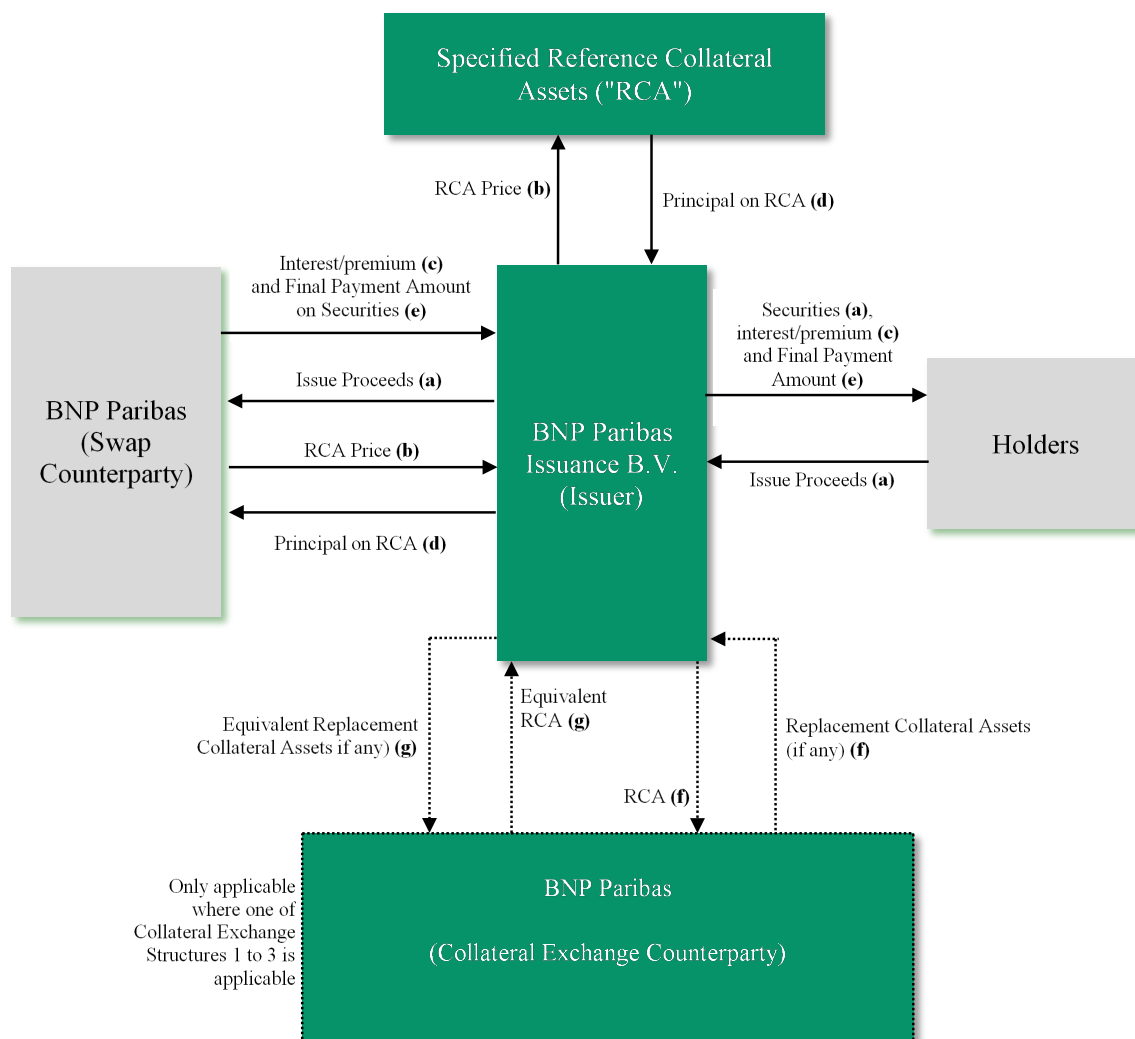 Specified Reference Collateral
Assets ("RCA")
RCA Price (b)
Principal on RCA (d)
Interest/premium (c)
and Final Payment Amount
on Securities (e)
Securities (a),
interest/premium (c)
and Final Payment
Amount (e)
Issue Proceeds (a)
BNP Paribas
(Swap
Counterparty)
BNP Paribas
Issuance B.V.
(Issuer)
Holders
RCA Price (b)
Issue Proceeds (a)
Principal on RCA (d)
Equivalent
RCA (g)
Equivalent Replacement
Collateral Assets if any) (g)
Replacement Collateral Assets
(if any) (f)
RCA (f)
Only applicable
where one of
Collateral Exchange
Structures 1 to 3 is
applicable
BNP Paribas
(Collateral Exchange Counterparty)